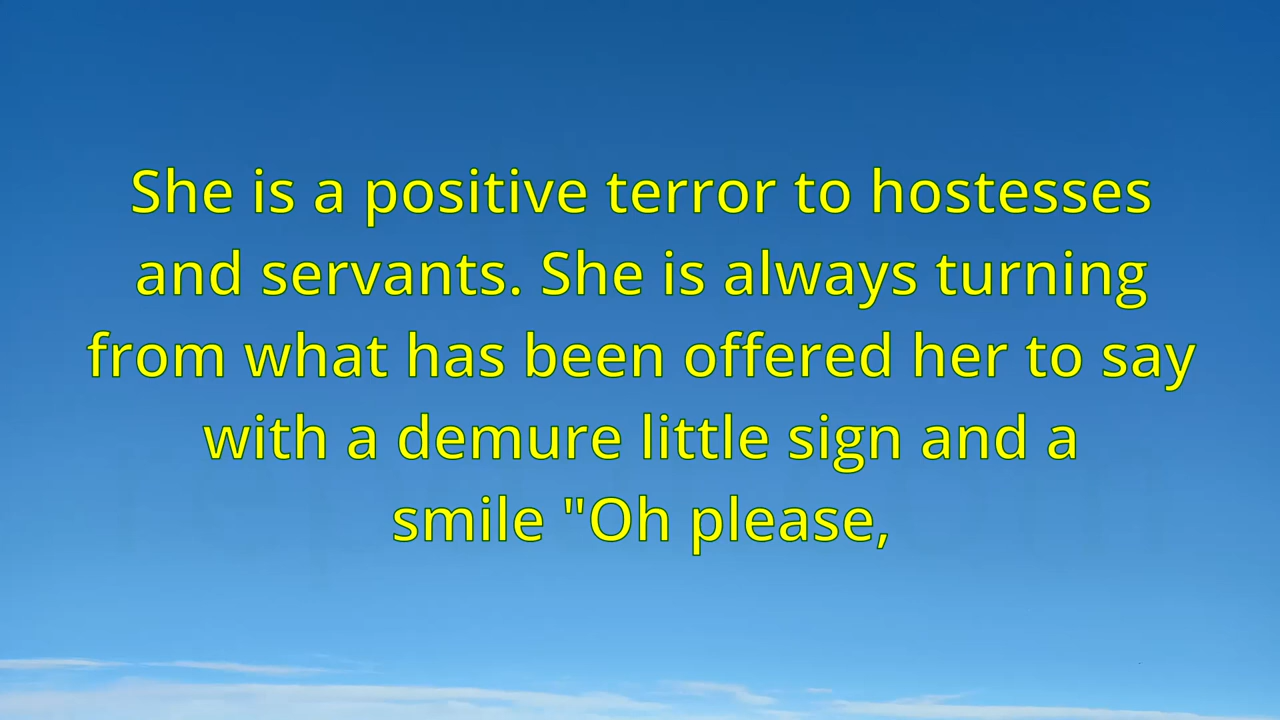 She is a positive terror to hostesses
and servants. She is always turning
from what has been offered her to say
with a demure little sign and a
smile "Oh please,